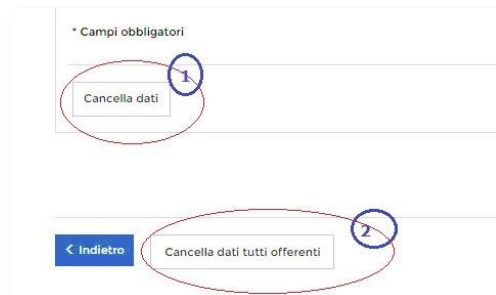 * Campi obbligatori
1
Cancella dati
2
< Indietro
Cancella dati tutti offerenti